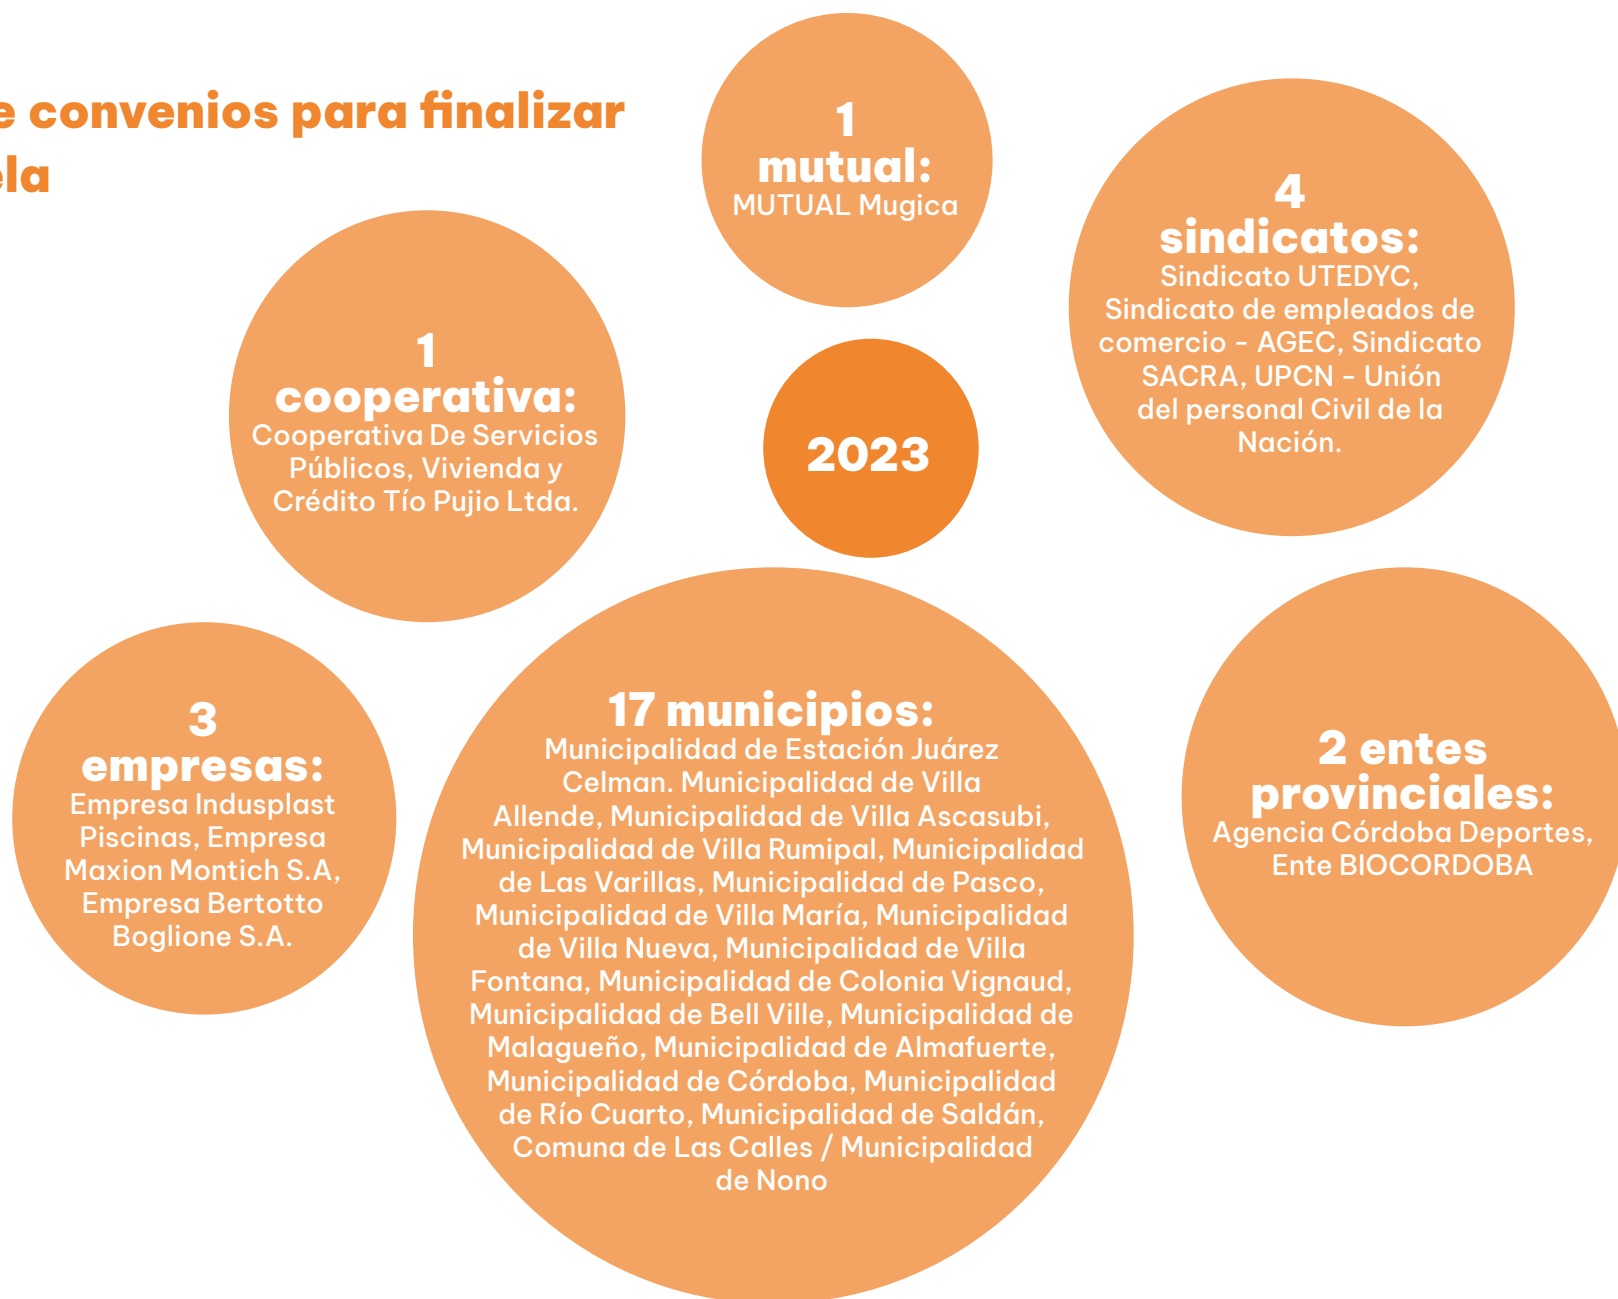 e convenios para finalizar
ela
1
mutual:
MUTUAL Mugica
4
sindicatos:
Sindicato UTEDYC,
Sindicato de empleados de
comercio - AGEC, Sindicato
SACRA, UPCN - Unión
del personal Civil de la
Nación.
1
cooperativa:
Cooperativa De Servicios
Públicos, Vivienda y
Crédito Tío Pujio Ltda.
2023
3
empresas:
Empresa Indusplast
Piscinas, Empresa
Maxion Montich S.A,
Empresa Bertotto
Boglione S.A.
17 municipios:
Municipalidad de Estación Juárez
Celman. Municipalidad de Villa
Allende, Municipalidad de Villa Ascasubi,
Municipalidad de Villa Rumipal, Municipalidad
de Las Varillas, Municipalidad de Pasco,
Municipalidad de Villa María, Municipalidad
de Villa Nueva, Municipalidad de Villa
Fontana, Municipalidad de Colonia Vignaud,
Municipalidad de Bell Ville, Municipalidad de
Malagueño, Municipalidad de Almafuerte,
Municipalidad de Córdoba, Municipalidad
de Río Cuarto, Municipalidad de Saldán,
Comuna de Las Calles / Municipalidad
de Nono
2 entes
provinciales:
Agencia Córdoba Deportes,
Ente BIOCORDOBA